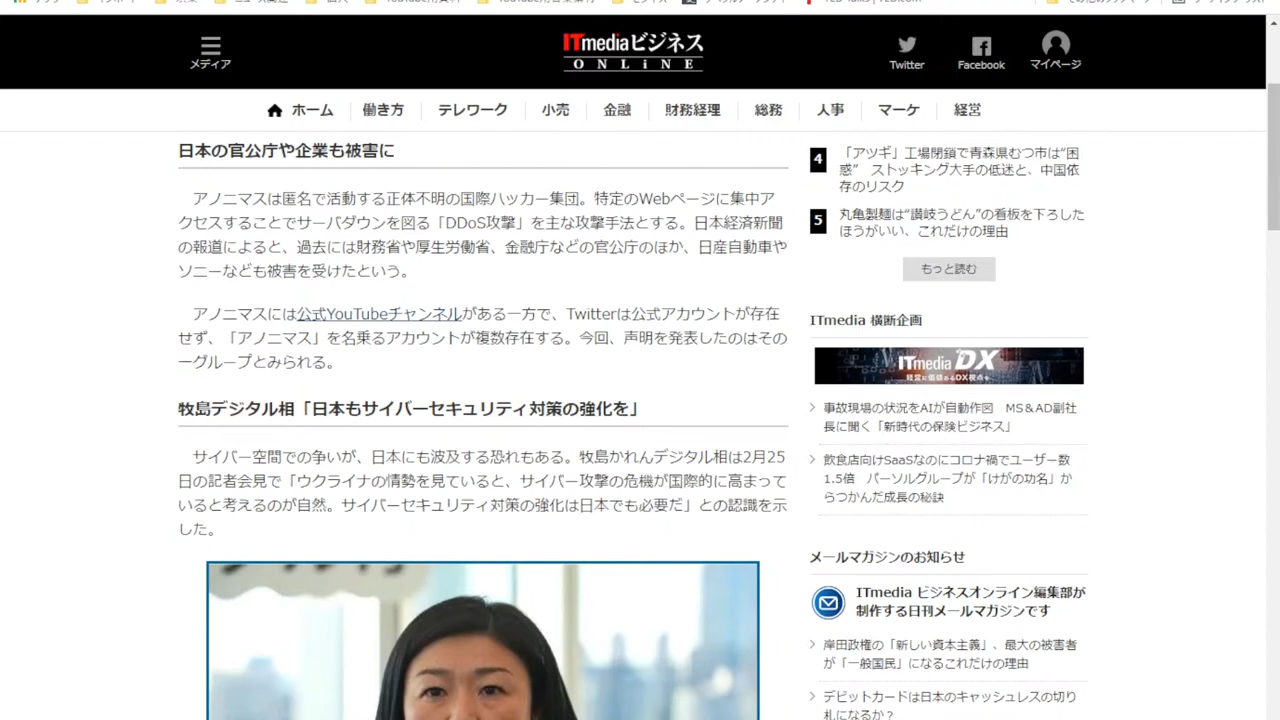 ITmediaビジネス
ONLiNE
メディア
Twitter
Facebook
マイページ
ホーム
働き方
テレワーク
小売
金融
財務経理
総務
人事
マーケ
経営
日本の官公庁や企業も被害に
アノニマスは匿名で活動する正体不明の国際ハッカー集団。特定のWebページに集中ア
クセスすることでサーバダウンを図る「DDoS攻撃」を主な攻撃手法とする。日本経済新聞
の報道によると、過去には財務省や厚生労働省、金融庁などの官公庁のほか、日産自動車や
ソニーなども被害を受けたという。
アノニマスには公式YouTubeチャンネルがある一方で、Twitterは公式アカウントが存在
せず、「アノニマス」を名乗るアカウントが複数存在する。今回、声明を発表したのはその
一グループとみられる。
牧島デジタル相「日本もサイバーセキュリティ対策の強化を」
サイバー空間での争いが、日本にも波及する恐れもある。牧島かれんデジタル相は2月25
日の記者会見で「ウクライナの情勢を見ていると、サイバー攻撃の危機が国際的に高まって
いると考えるのが自然。サイバーセキュリティ対策の強化は日本でも必要だ」との認識を示
した。
4
「アツギ」工場閉鎖で青森県むつ市は“困
惑” ストッキング大手の低迷と、中国依
存のリスク
5
丸亀製麺は“讃岐うどん”の看板を下ろした
ほうがいい、これだけの理由
もっと読む
ITmedia 横断企画
ITmedia DX
経営に価値あるDX視点を
事故現場の状況をAIが自動作図 MS＆AD副社
長に聞く「新時代の保険ビジネス」
飲食店向けSaaSなのにコロナ禍でユーザー数
1.5倍 パーソルグループが「けがの功名」か
らつかんだ成長の秘訣
メールマガジンのお知らせ
ITmedia ビジネスオンライン編集部が
制作する日刊メールマガジンです
岸田政権の「新しい資本主義」、最大の被害者
が「一般国民」になるこれだけの理由
デビットカードは日本のキャッシュレスの切り
札になるか？